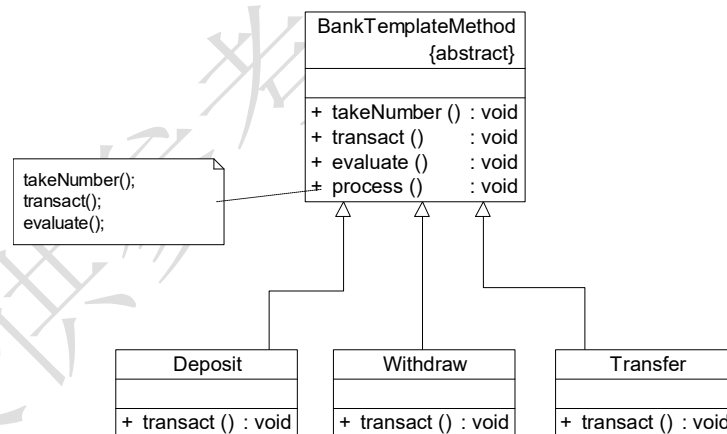 BankTemplateMethod
{abstract}
+ takeNumber () : void
+ transact () : void
+ evaluate () : void
+ process () : void
takeNumber();
transact();
evaluate();
Deposit
+ transact () : void
Withdraw
+ transact () : void
Transfer
+ transact () : void